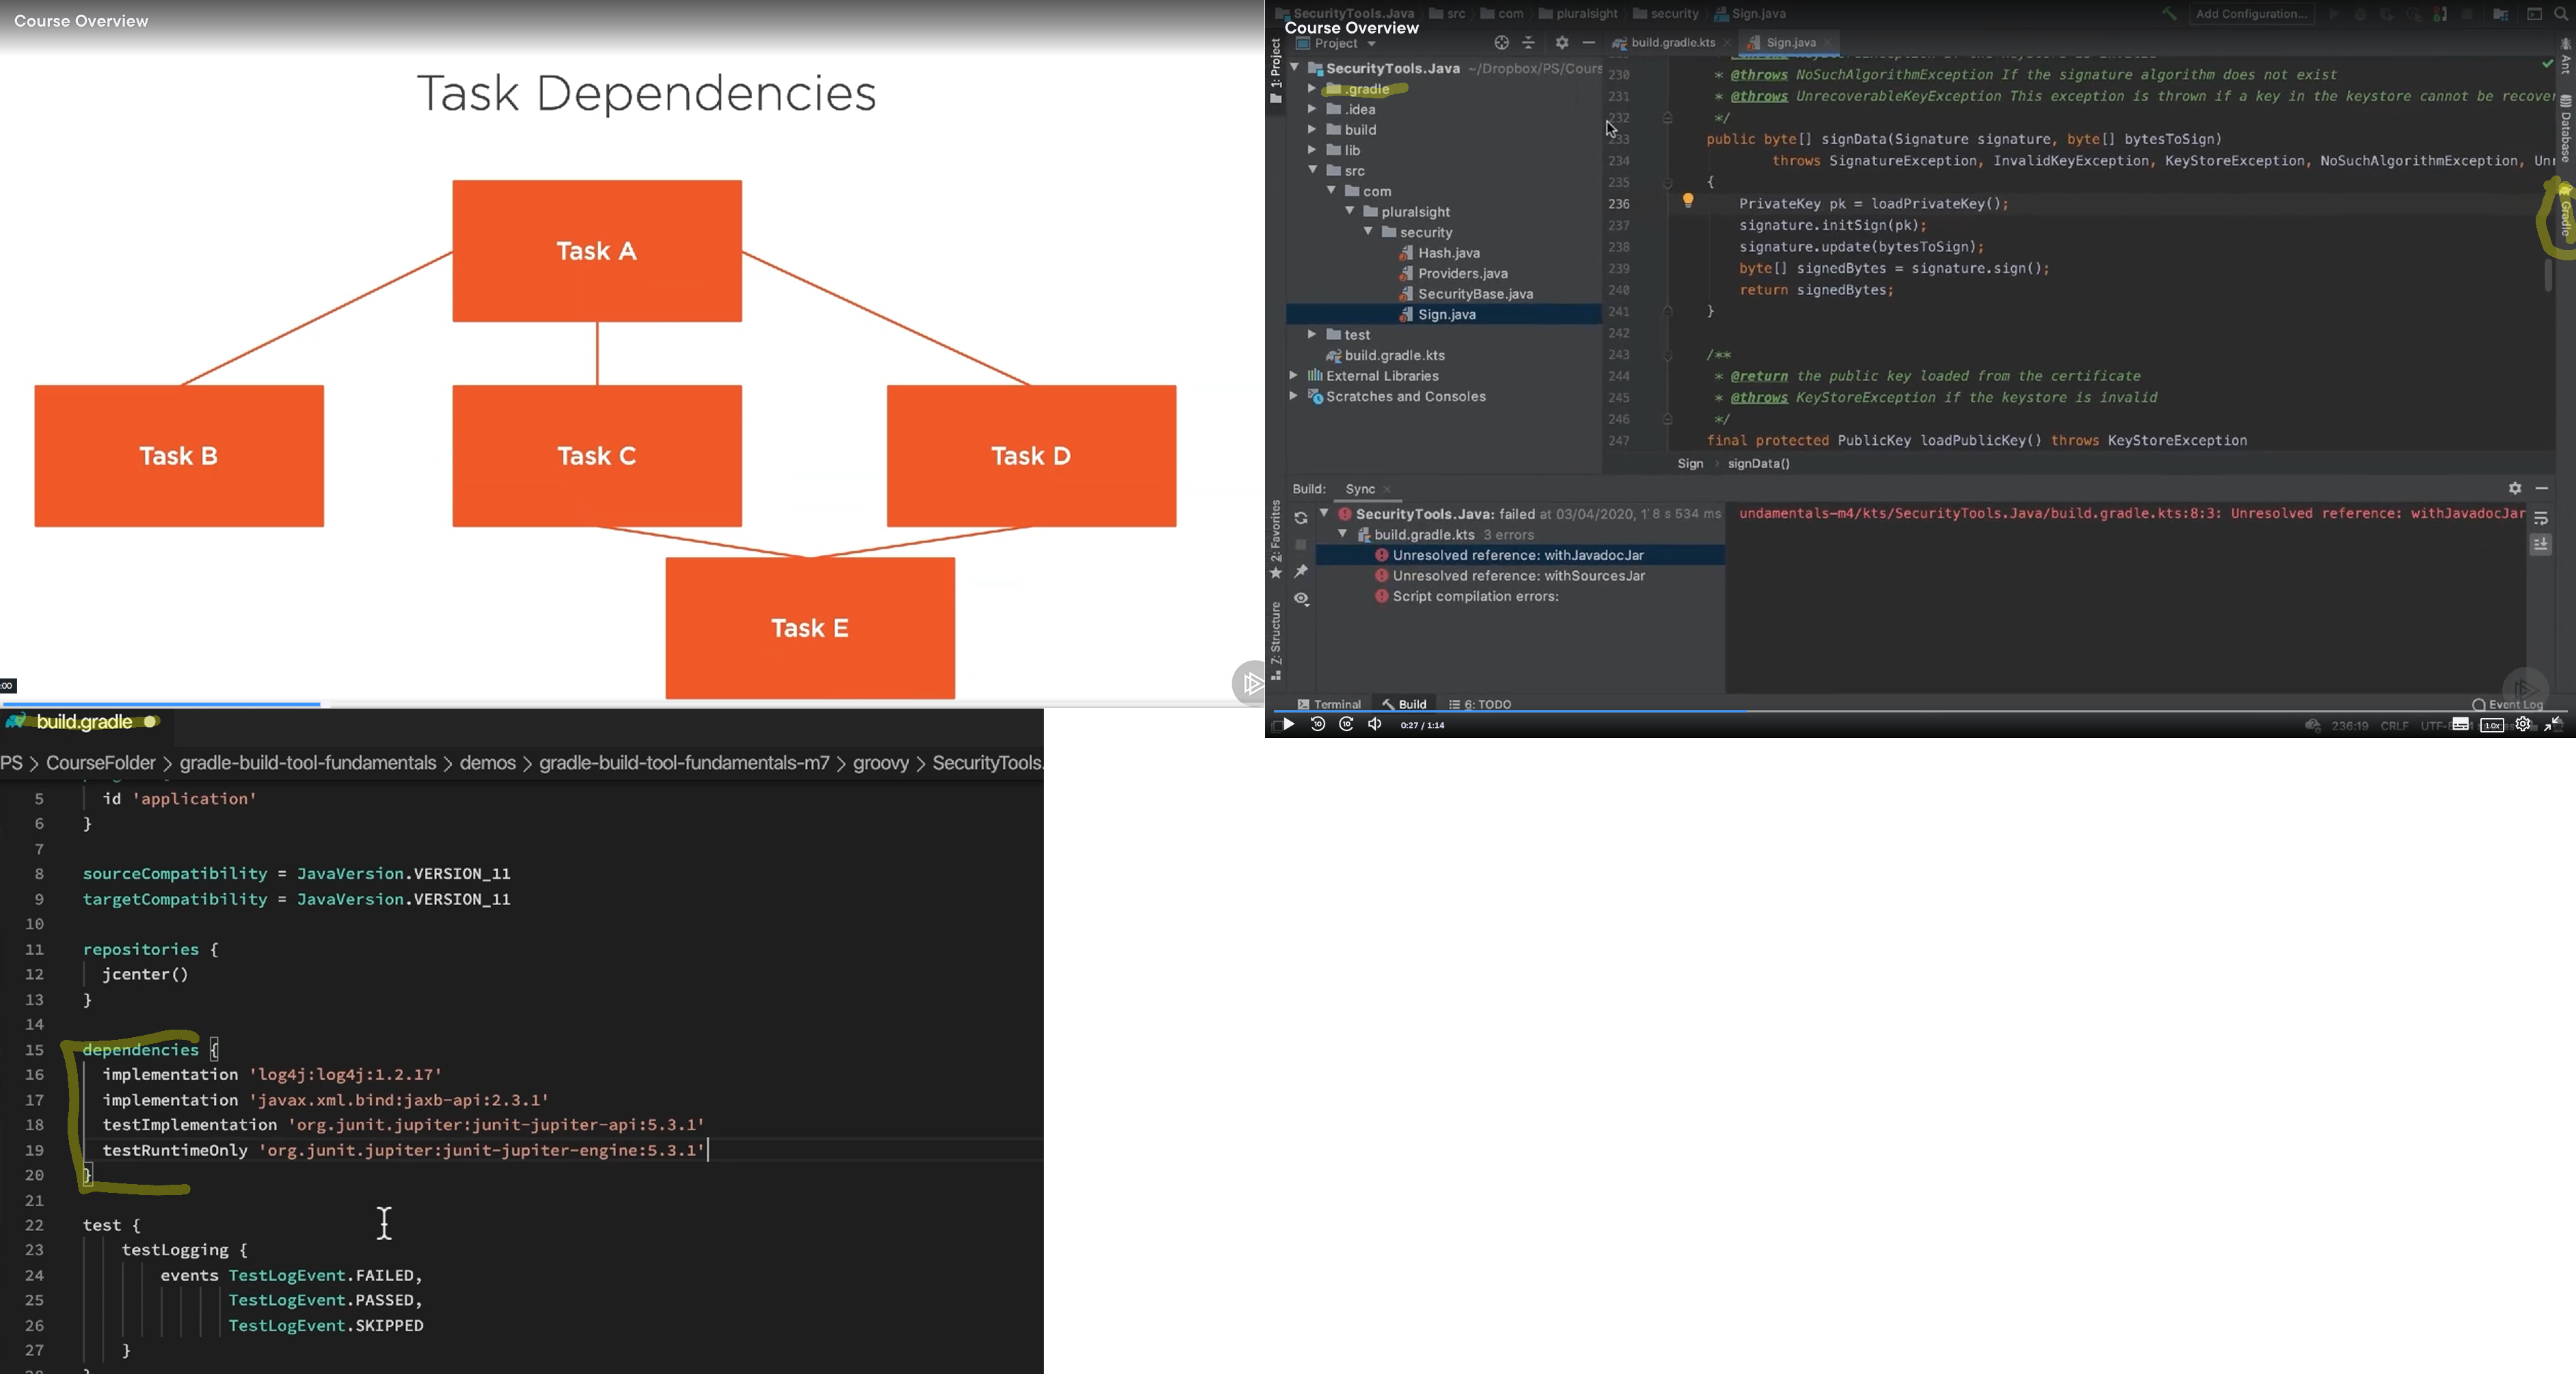 Course Overview
Task Dependencies
Task A
Task B
Task C
Task D
Task E
:00
SecurityTools.Java
src
com
pluralsight
security
Sign.java
Add Configuration...
Course Overview
Project
build.gradle.kts
Sign.java
1: Project
SecurityTools.Java ~/Dropbox/PS/Cours
.gradle
.idea
build
lib
src
com
pluralsight
security
Hash.java
Providers.java
SecurityBase.java
Sign.java
test
build.gradle.kts
External Libraries
Scratches and Consoles
230 * @throws NoSuchAlgorithmException If the signature algorithm does not exist
231 * @throws UnrecoverableKeyException This exception is thrown if a key in the keystore cannot be recover
232 */
233 public byte[] signData(Signature signature, byte[] bytesToSign)
234 throws SignatureException, InvalidKeyException, KeyStoreException, NoSuchAlgorithmException, Unr
235 {
236 PrivateKey pk = loadPrivateKey();
237 signature.initSign(pk);
238 signature.update(bytesToSign);
239 byte[] signedBytes = signature.sign();
240 return signedBytes;
241 }
242
243 /**
244 * @return the public key loaded from the certificate
245 * @throws KeyStoreException if the keystore is invalid
246 */
247 final protected PublicKey loadPublicKey() throws KeyStoreException
Sign > signData()
Ant
Database
Gradle
Build: Sync
SecurityTools.Java: failed at 03/04/2020, 1 8 s 534 ms
build.gradle.kts 3 errors
Unresolved reference: withJavadocJar
Unresolved reference: withSourcesJar
Script compilation errors:
undamentals-m4/kts/SecurityTools.Java/build.gradle.kts:8:3: Unresolved reference: withJavadocJar
2: Favorites
Z: Structure
Terminal
Build
6: TODO
Event Log
0:27 / 1:14
236:19 CRLF UTF-8
1.0x
build.gradle
PS > CourseFolder > gradle-build-tool-fundamentals > demos > gradle-build-tool-fundamentals-m7 > groovy > SecurityTools.
5 id 'application'
6 }
7
8 sourceCompatibility = JavaVersion.VERSION_11
9 targetCompatibility = JavaVersion.VERSION_11
10
11 repositories {
12 jcenter()
13 }
14
15 dependencies {
16 implementation 'log4j:log4j:1.2.17'
17 implementation 'javax.xml.bind:jaxb-api:2.3.1'
18 testImplementation 'org.junit.jupiter:junit-jupiter-api:5.3.1'
19 testRuntimeOnly 'org.junit.jupiter:junit-jupiter-engine:5.3.1'
20 }
21
22 test {
23 testLogging {
24 events TestLogEvent.FAILED,
25 TestLogEvent.PASSED,
26 TestLogEvent.SKIPPED
27 }